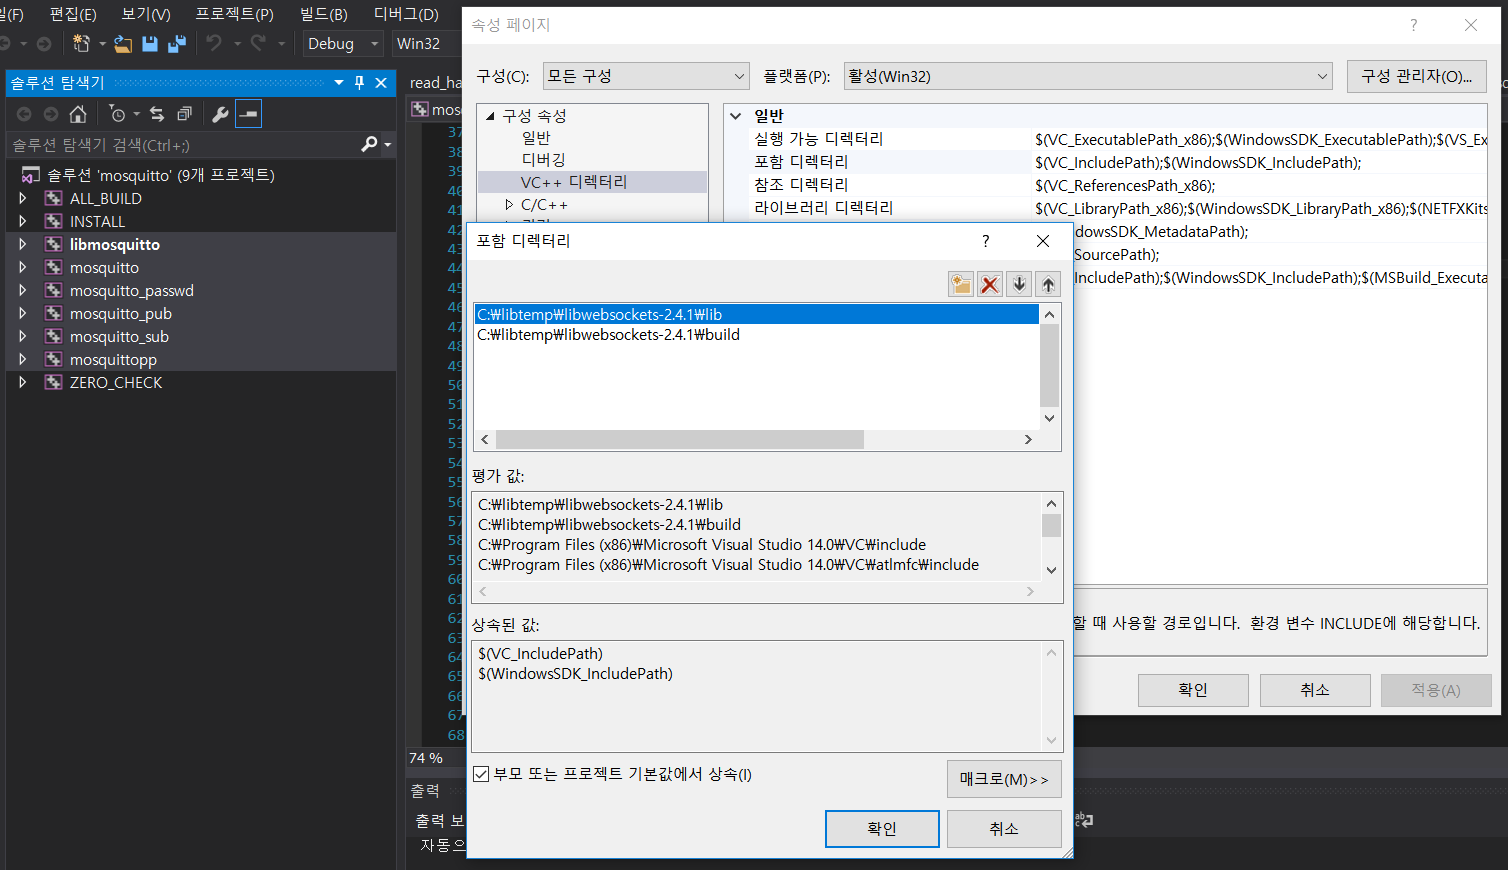 편집(E) 보기(V) 프로젝트(P) 빌드(B) 디버그(D)
Debug Win32
솔루션 탐색기
솔루션 탐색기 검색(Ctrl+;)
솔루션 'mosquitto' (9개 프로젝트)
ALL_BUILD
INSTALL
libmosquitto
mosquitto
mosquitto_passwd
mosquitto_pub
mosquitto_sub
mosquittopp
ZERO_CHECK
read_ha
mos
37
38
39
40
41
42
43
44
45
46
47
48
49
50
51
52
53
54
55
56
57
58
59
60
61
62
63
64
65
66
67
68
74 %
출력
출력 보
자동으
속성 페이지
구성(C): 모든 구성 플랫폼(P): 활성(Win32) 구성 관리자(O)...
구성 속성
일반
디버깅
VC++ 디렉터리
C/C++
일반
실행 가능 디렉터리 $(VC_ExecutablePath_x86);$(WindowsSDK_ExecutablePath);$(VS_Ex
포함 디렉터리 $(VC_IncludePath);$(WindowsSDK_IncludePath);
참조 디렉터리 $(VC_ReferencesPath_x86);
라이브러리 디렉터리 $(VC_LibraryPath_x86);$(WindowsSDK_LibraryPath_x86);$(NETFXKits
dowsSDK_MetadataPath);
SourcePath);
IncludePath);$(WindowsSDK_IncludePath);$(MSBuild_Executa
할 때 사용할 경로입니다. 환경 변수 INCLUDE에 해당합니다.
확인 취소 적용(A)
포함 디렉터리
C:₩libtemp₩libwebsockets-2.4.1₩lib
C:₩libtemp₩libwebsockets-2.4.1₩build
평가 값:
C:₩libtemp₩libwebsockets-2.4.1₩lib
C:₩libtemp₩libwebsockets-2.4.1₩build
C:₩Program Files (x86)₩Microsoft Visual Studio 14.0₩VC₩include
C:₩Program Files (x86)₩Microsoft Visual Studio 14.0₩VC₩atlmfc₩include
상속된 값:
$(VC_IncludePath)
$(WindowsSDK_IncludePath)
부모 또는 프로젝트 기본값에서 상속(I)
매크로(M)>>
확인 취소